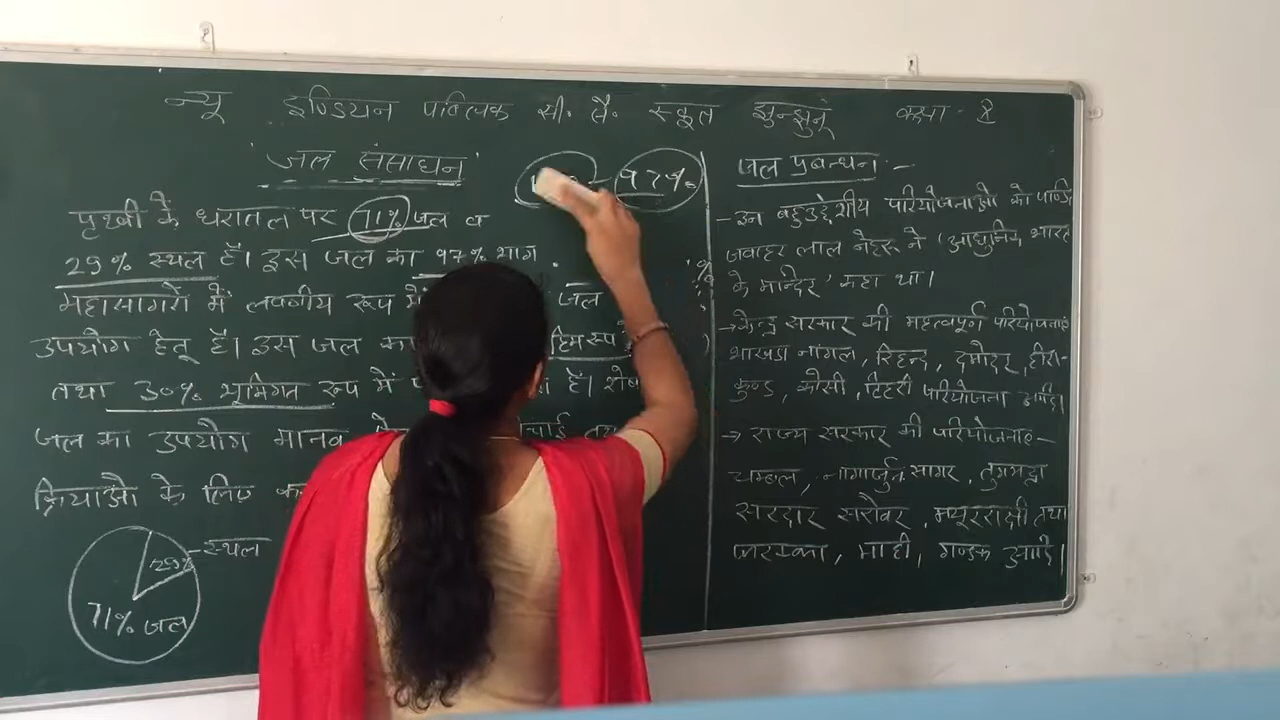 न्यू इण्डियन पब्लिक सी. सै. स्कूल झुन्झुनूं कक्षा - 8
'जल संसाधन'
97%
पृथ्वी के धरातल पर 71% जल व
29% स्थल है। इस जल का 97% भाग
महासागरों में लवणीय रूप में जल
उपयोग हेतू है। इस जल का हिम
तथा 30% भूमिगत रूप में है। शेष
जल का उपयोग मानव
क्रियाओं के लिए
29% स्थल
71% जल
जल प्रबन्धन :-
- इन बहुउद्देशीय परियोजनाओं को पण्डित
जवाहर लाल नेहरू ने 'आधुनिक भारत
के मन्दिर' कहा था।
→ केन्द्र सरकार की महत्वपूर्ण परियोजनाएं
भाखडा नांगल, रिहन्द, दामोदर, हीरा-
कुण्ड, कोसी, टिहरी परियोजना आदि।
→ राज्य सरकार की परियोजनाएं -
चम्बल, नागार्जुन सागर, तुंगभद्रा
सरदार सरोवर, मयूराक्षी तथा
माही, गण्डक आदि।